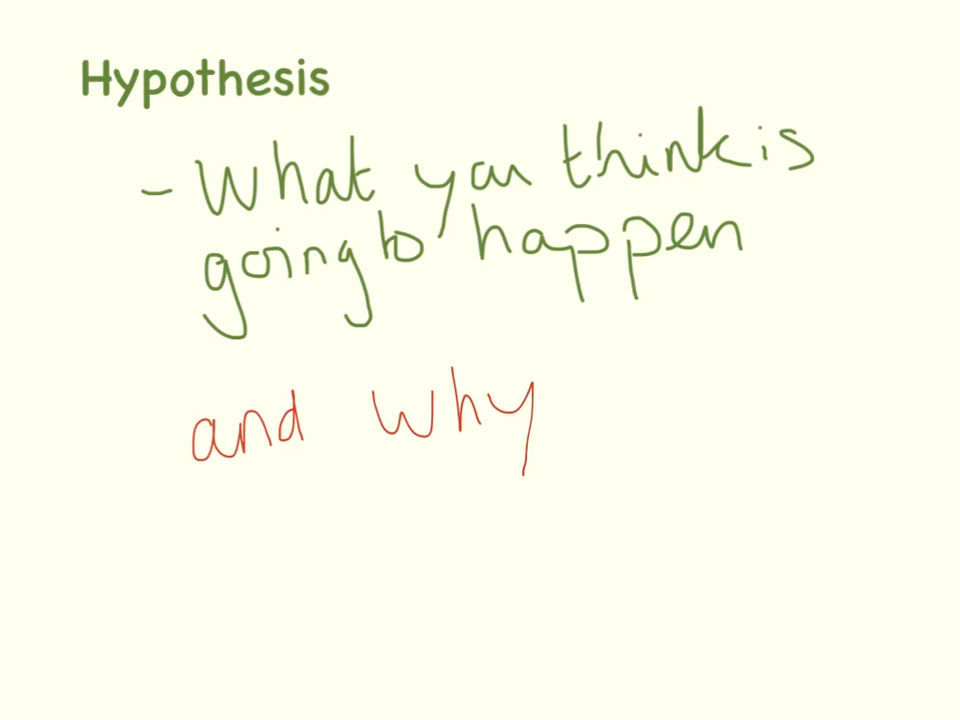 Hypothesis
- What you think is
going to happen
and why